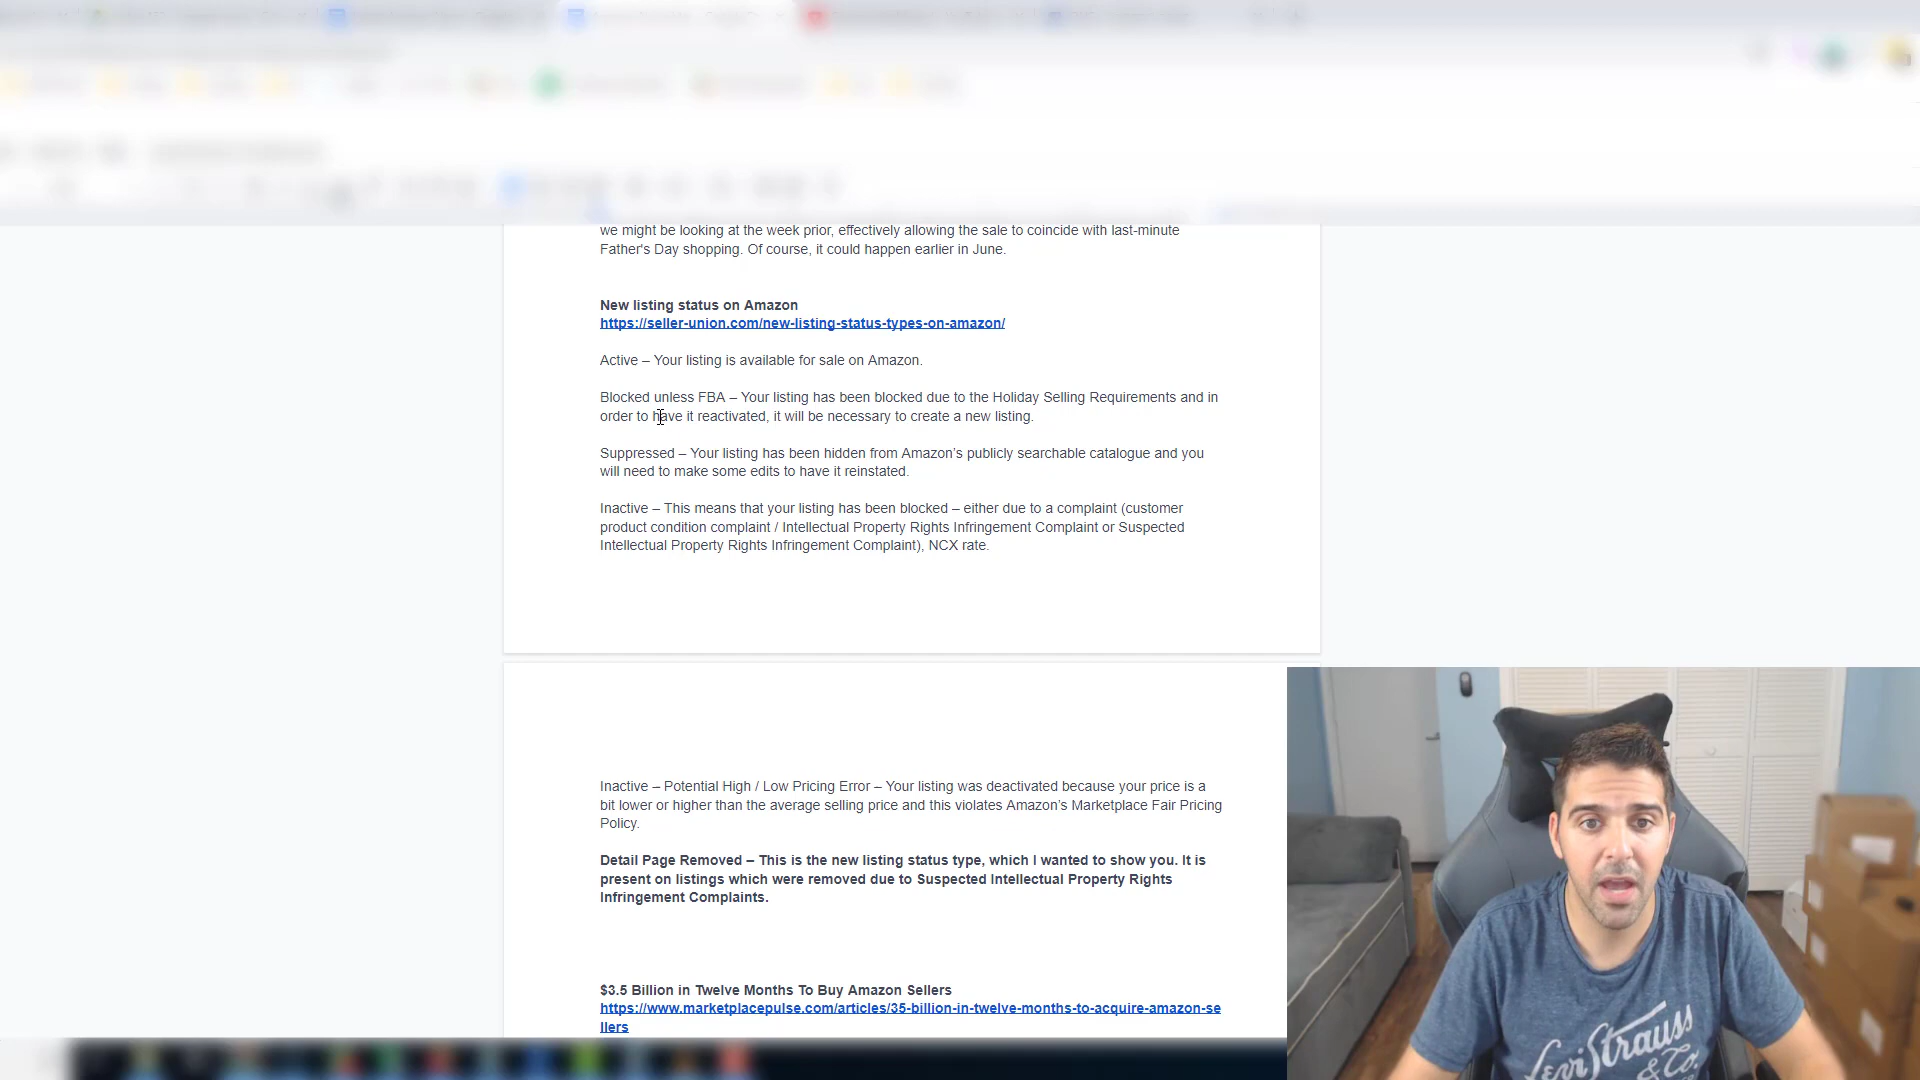 we might be looking at the week prior, effectively allowing the sale to coincide with last-minute
Father's Day shopping. Of course, it could happen earlier in June.
New listing status on Amazon
https://seller-union.com/new-listing-status-types-on-amazon/
Active – Your listing is available for sale on Amazon.
Blocked unless FBA – Your listing has been blocked due to the Holiday Selling Requirements and in
order to have it reactivated, it will be necessary to create a new listing.
Suppressed – Your listing has been hidden from Amazon’s publicly searchable catalogue and you
will need to make some edits to have it reinstated.
Inactive – This means that your listing has been blocked – either due to a complaint (customer
product condition complaint / Intellectual Property Rights Infringement Complaint or Suspected
Intellectual Property Rights Infringement Complaint), NCX rate.
Inactive – Potential High / Low Pricing Error – Your listing was deactivated because your price is a
bit lower or higher than the average selling price and this violates Amazon’s Marketplace Fair Pricing
Policy.
Detail Page Removed – This is the new listing status type, which I wanted to show you. It is
present on listings which were removed due to Suspected Intellectual Property Rights
Infringement Complaints.
$3.5 Billion in Twelve Months To Buy Amazon Sellers
https://www.marketplacepulse.com/articles/35-billion-in-twelve-months-to-acquire-amazon-se
llers
Levi Strauss
& Co.